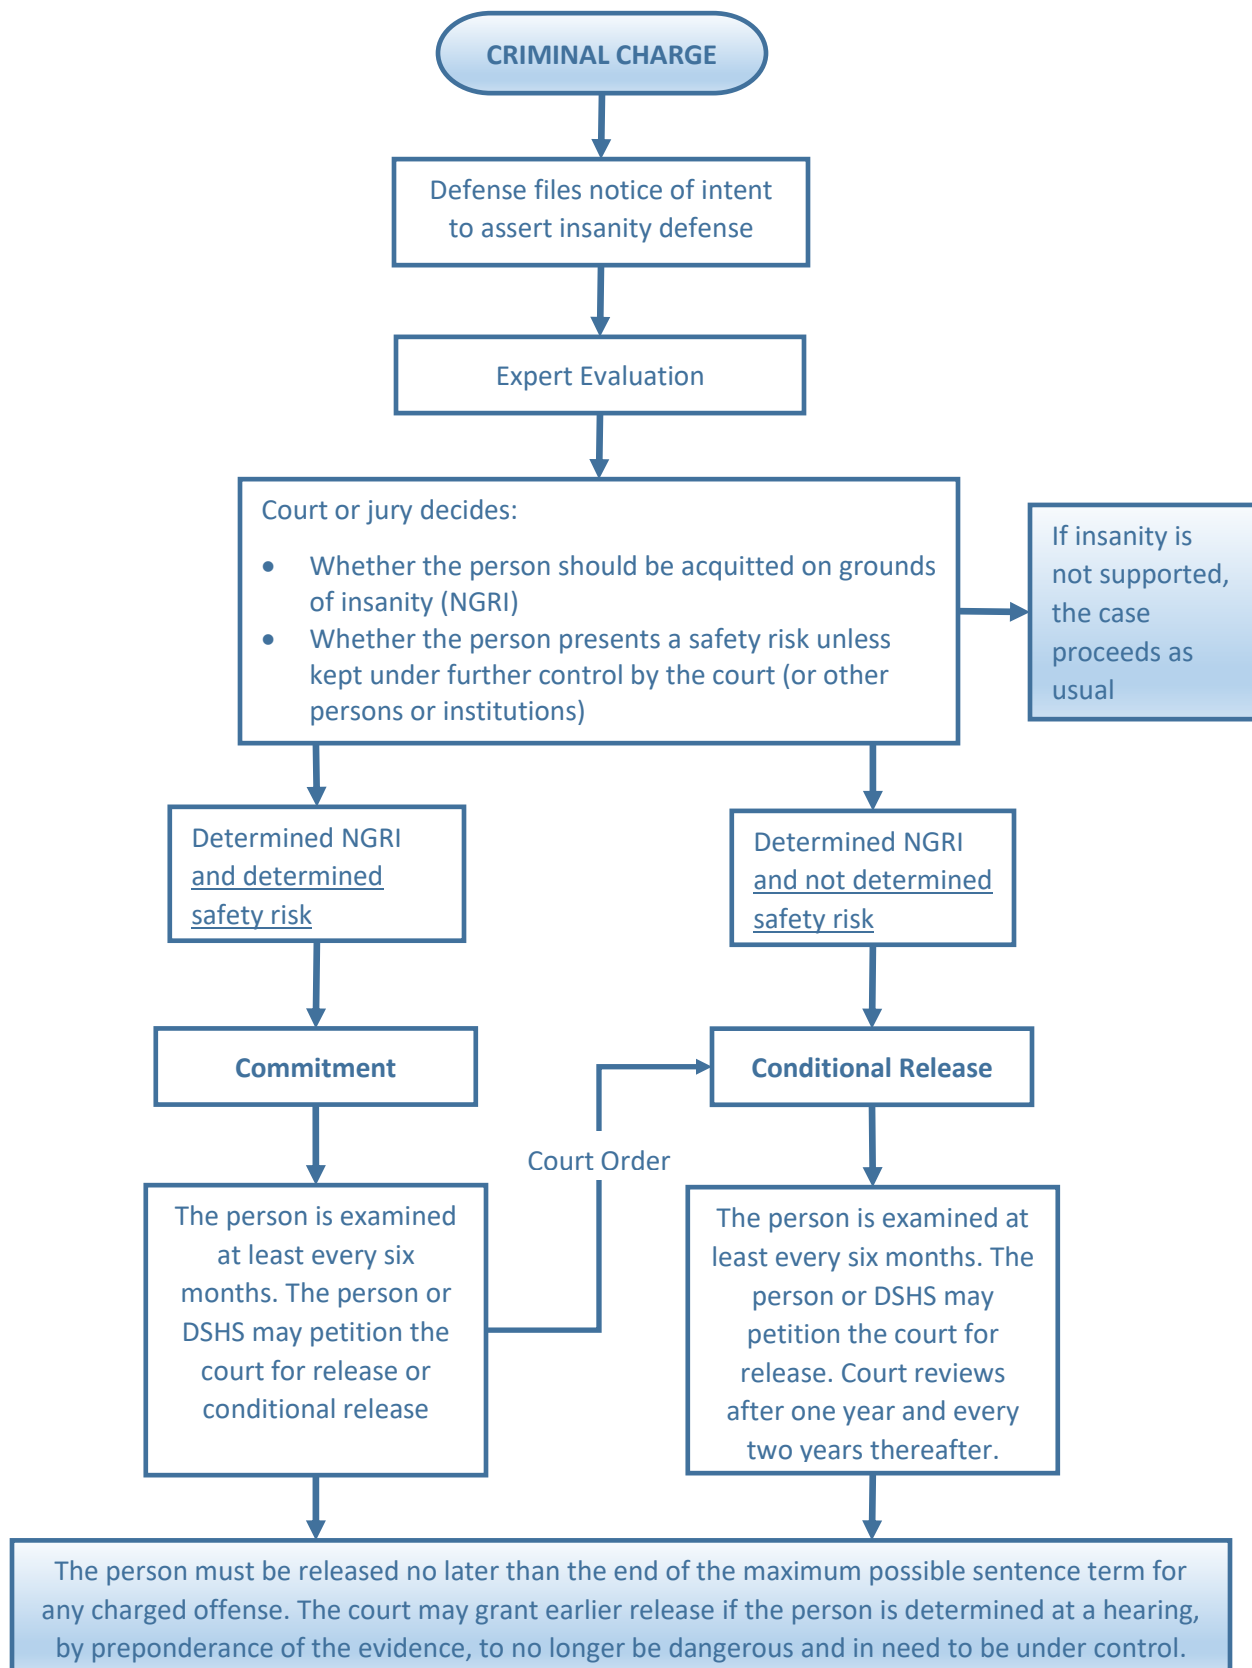 CRIMINAL CHARGE
Defense files notice of intent
to assert insanity defense
Expert Evaluation
Court or jury decides:
• Whether the person should be acquitted on grounds
of insanity (NGRI)
• Whether the person presents a safety risk unless
kept under further control by the court (or other
persons or institutions)
If insanity is
not supported,
the case
proceeds as
usual
Determined NGRI
and determined
safety risk
Determined NGRI
and not determined
safety risk
Commitment
Conditional Release
Court Order
The person is examined
at least every six
months. The person or
DSHS may petition the
court for release or
conditional release
The person is examined at
least every six months. The
person or DSHS may
petition the court for
release. Court reviews
after one year and every
two years thereafter.
The person must be released no later than the end of the maximum possible sentence term for
any charged offense. The court may grant earlier release if the person is determined at a hearing,
by preponderance of the evidence, to no longer be dangerous and in need to be under control.